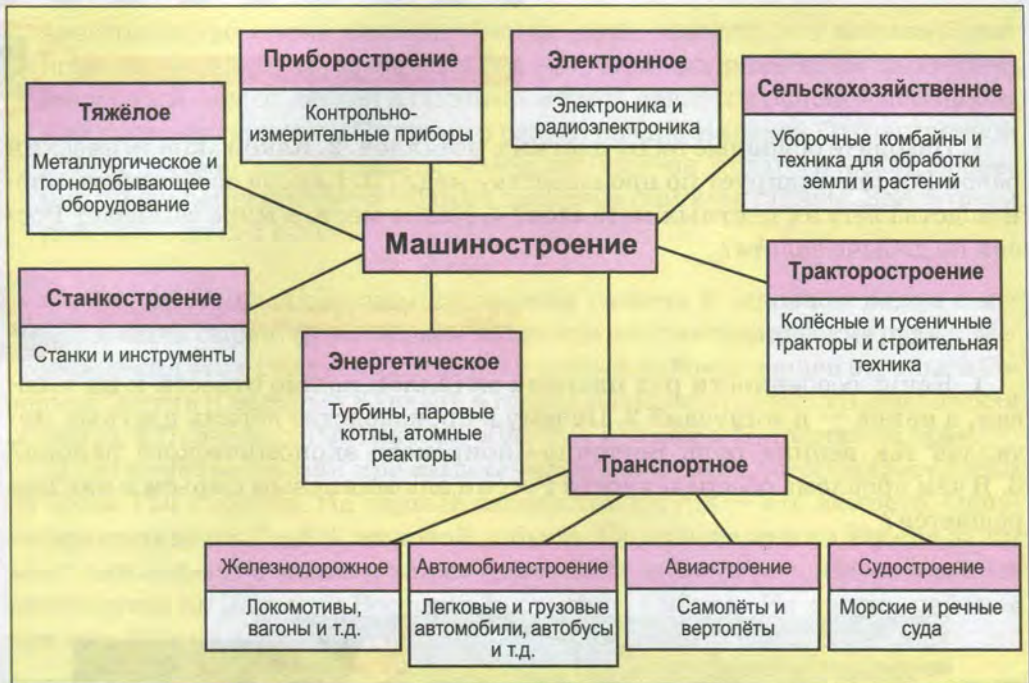 Приборостроение
Контрольно-
измерительные приборы
Электронное
Электроника и
радиоэлектроника
Сельскохозяйственное
Уборочные комбайны и
техника для обработки
земли и растений
Тяжёлое
Металлургическое и
горнодобывающее
оборудование
Машиностроение
Тракторостроение
Колёсные и гусеничные
тракторы и строительная
техника
Станкостроение
Станки и инструменты
Энергетическое
Турбины, паровые
котлы, атомные
реакторы
Транспортное
Железнодорожное
Локомотивы,
вагоны и т.д.
Автомобилестроение
Легковые и грузовые
автомобили, автобусы
и т.д.
Авиастроение
Самолёты и
вертолёты
Судостроение
Морские и речные
суда